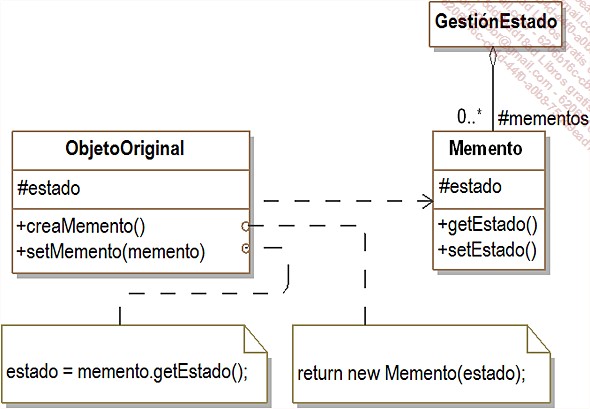 GestiónEstado
0..*
#mementos
ObjetoOriginal
#estado
+creaMemento()
+setMemento(memento)
Memento
#estado
+getEstado()
+setEstado()
estado = memento.getEstado();
return new Memento(estado);